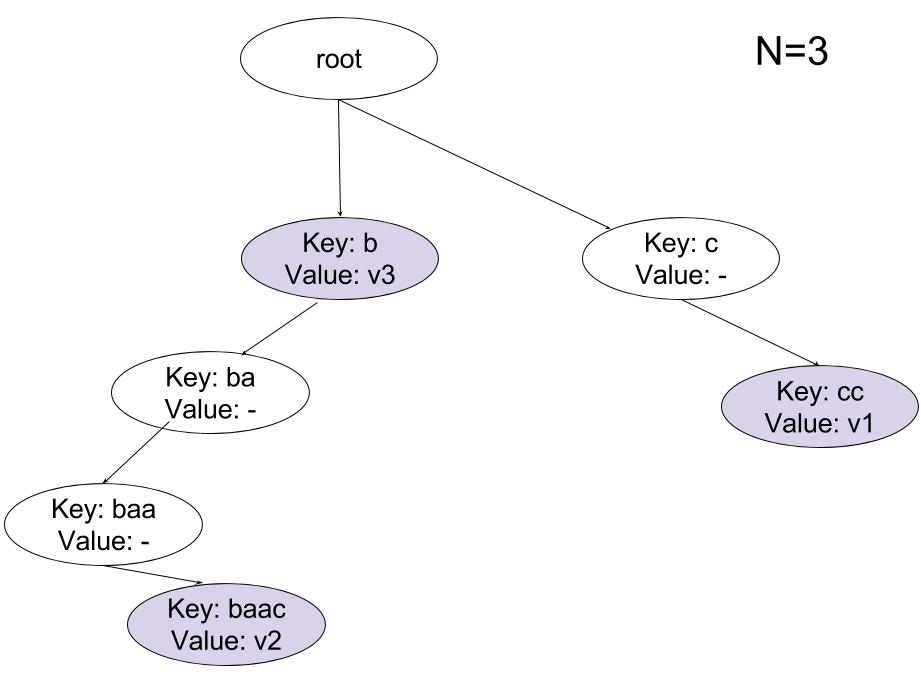 root
N=3
Key: b
Value: v3
Key: c
Value: -
Key: ba
Value: -
Key: cc
Value: v1
Key: baa
Value: -
Key: baac
Value: v2